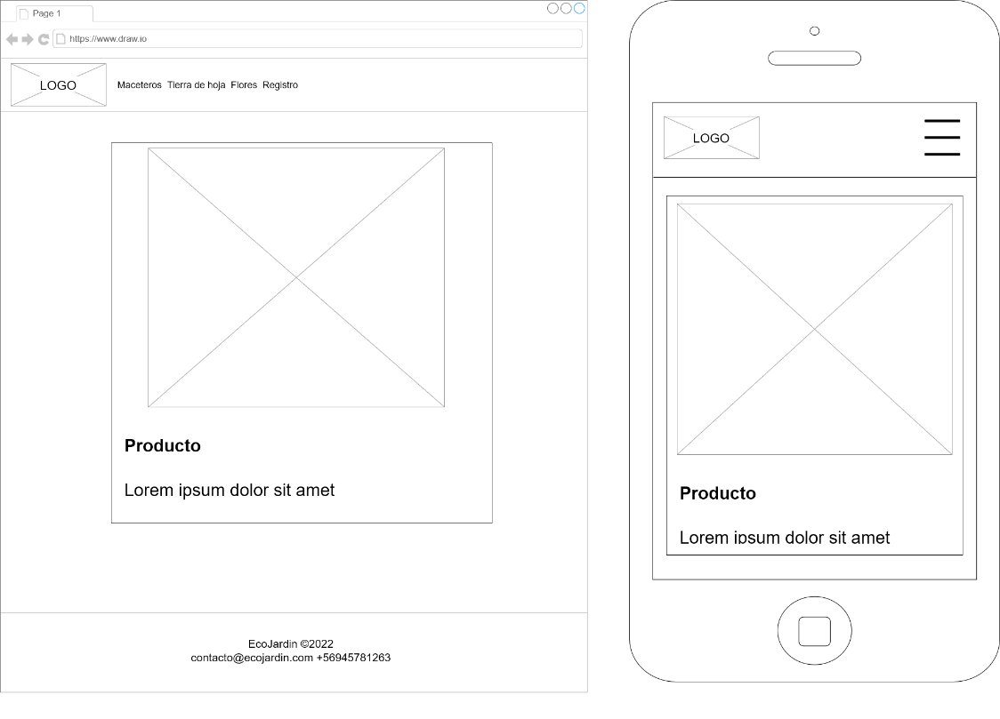 Page 1
https://www.draw.io
LOGO
Maceteros Tierra de hoja Flores Registro
Producto
Lorem ipsum dolor sit amet
EcoJardin ©2022
contacto@ecojardin.com +56945781263
LOGO
Producto
Lorem ipsum dolor sit amet